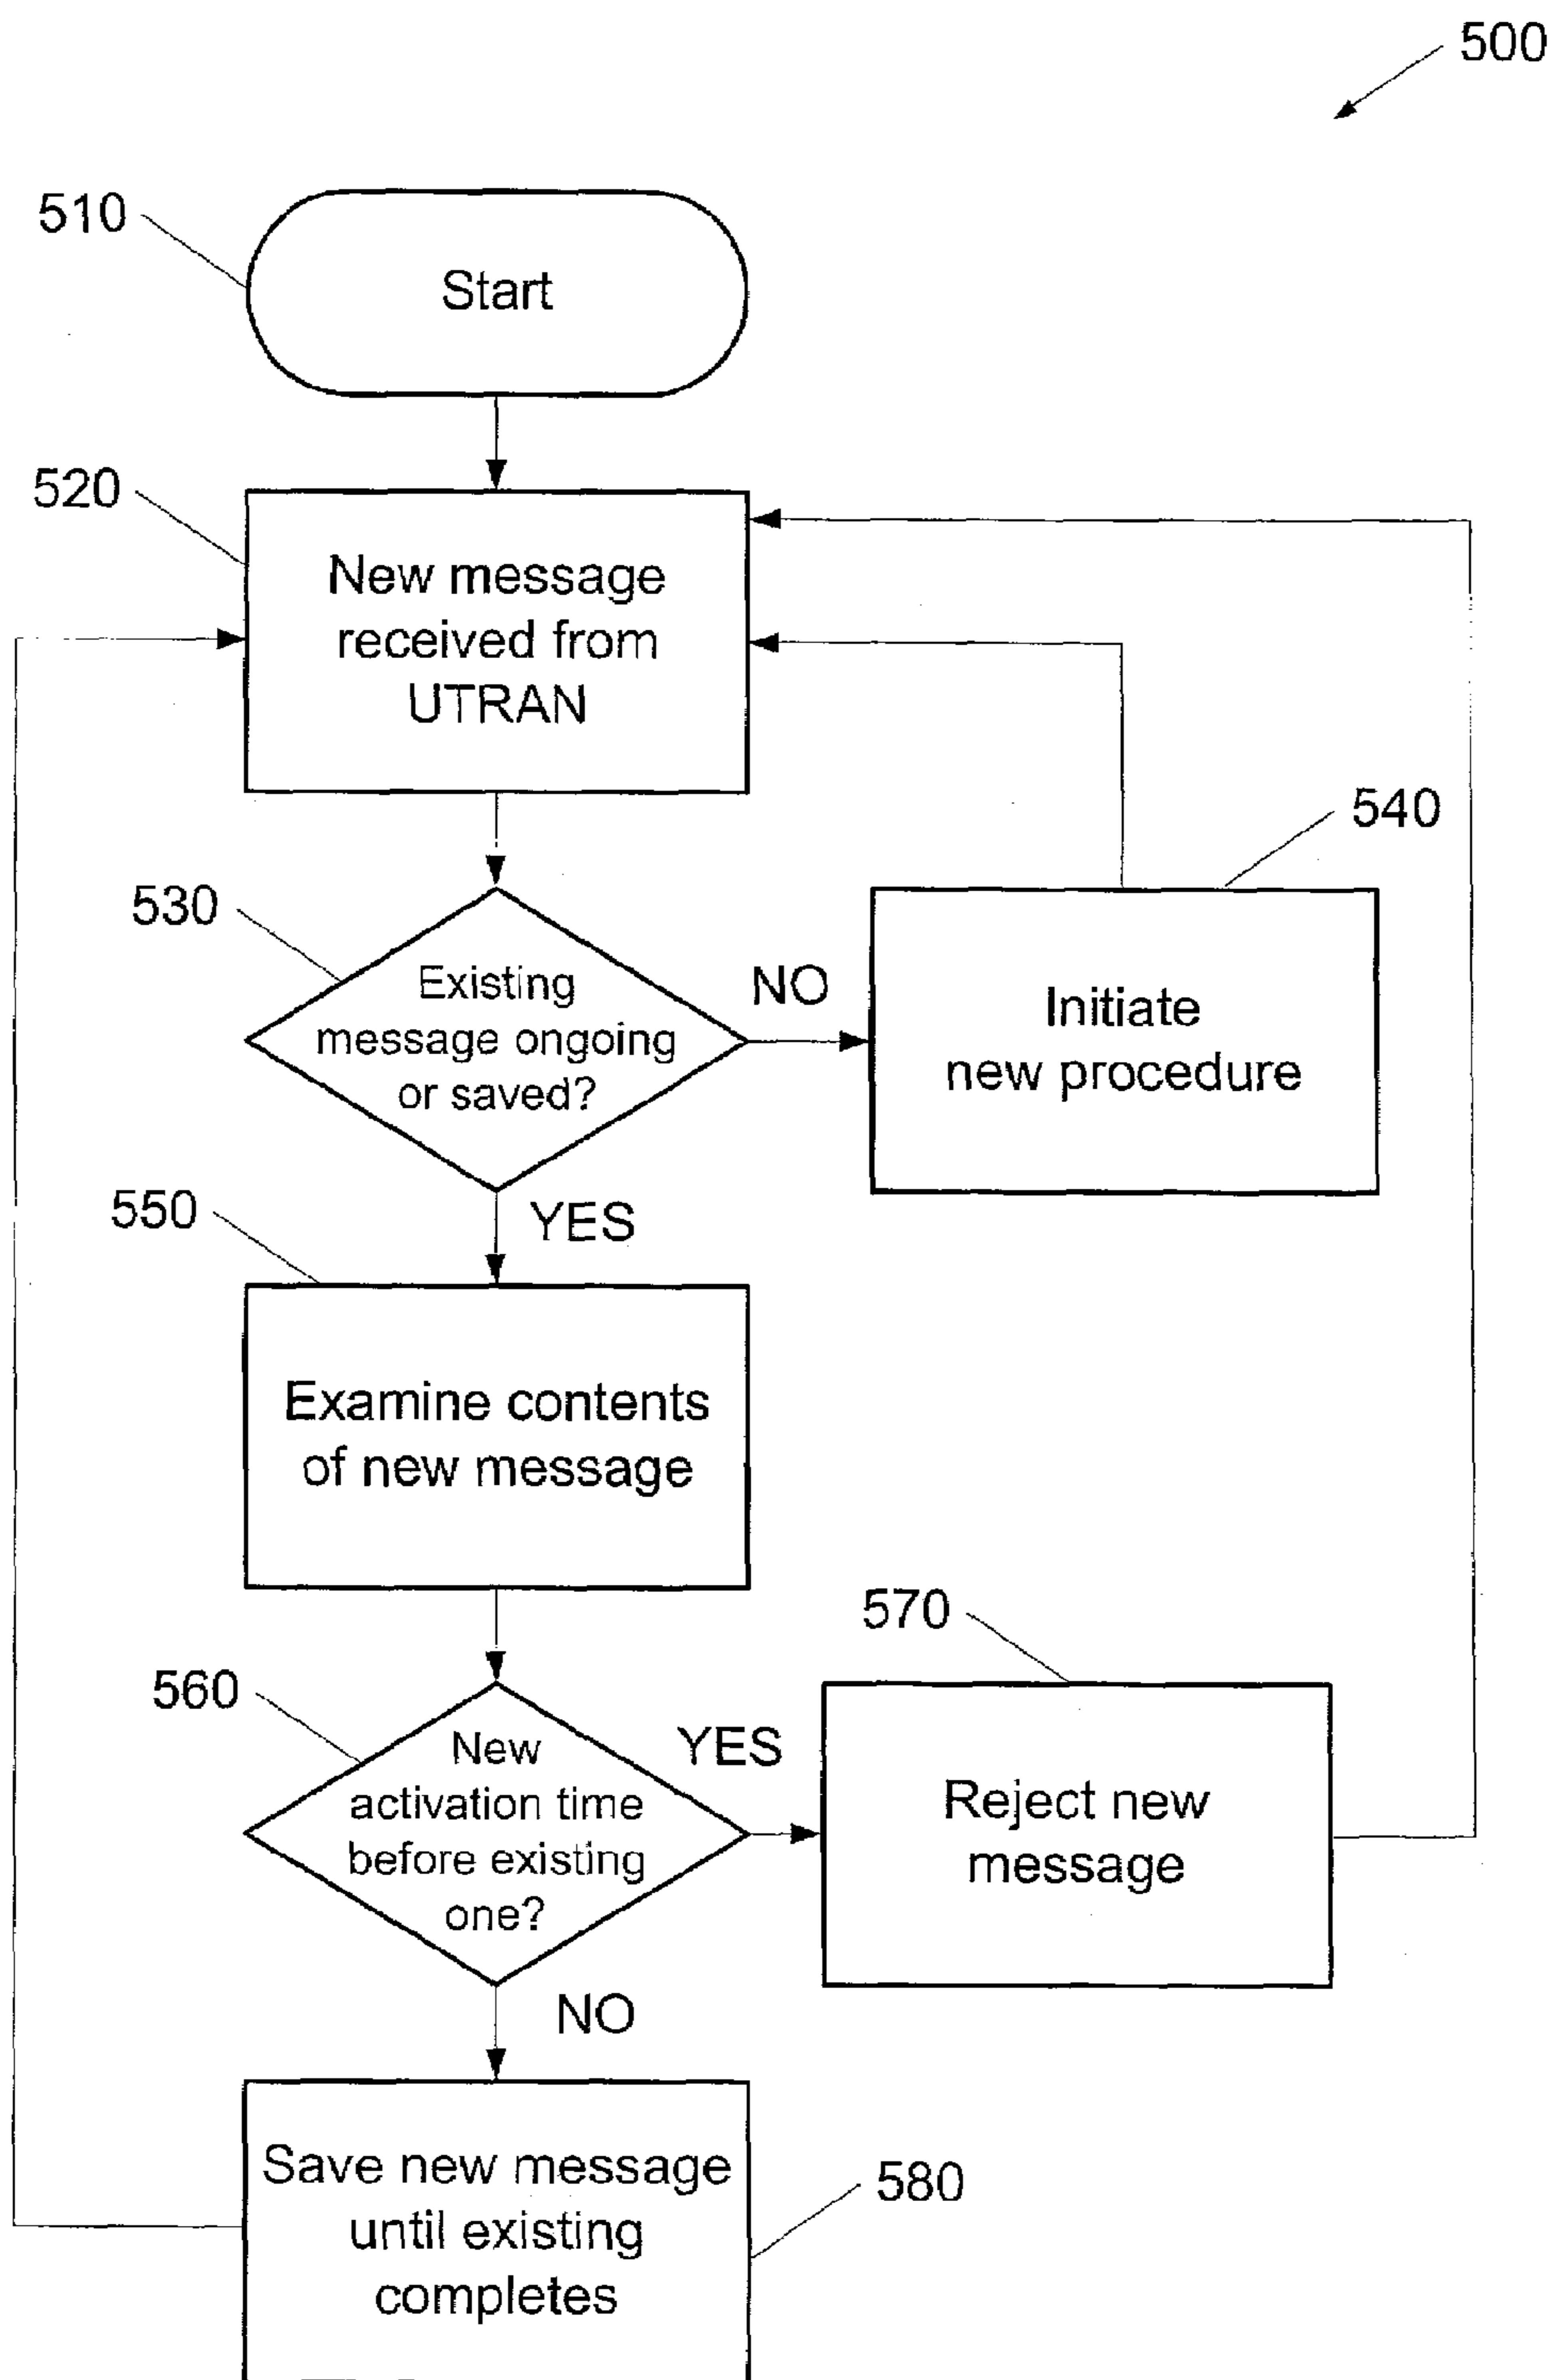 500
510
Start
520
New message
received from
UTRAN
540
530
Existing
message ongoing
or saved?
NO
Initiate
new procedure
550
YES
Examine contents
of new message
570
560
New
activation time
before existing
one?
YES
Reject new
message
NO
Save new message
until existing
completes
580